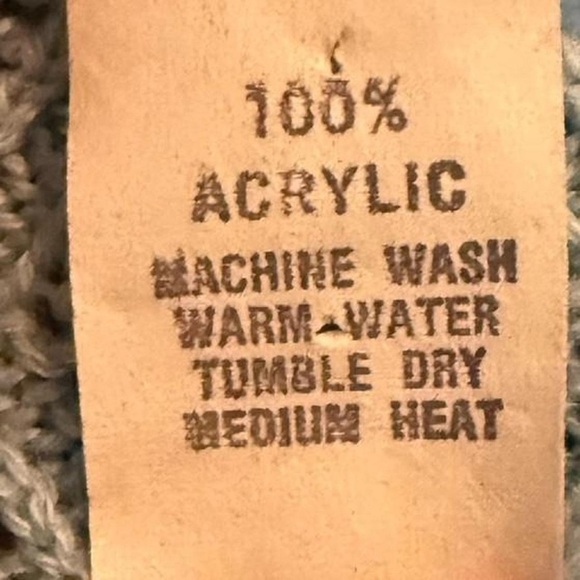 100%
ACRYLIC
MACHINE WASH
WARM WATER
TUMBLE DRY
MEDIUM HEAT